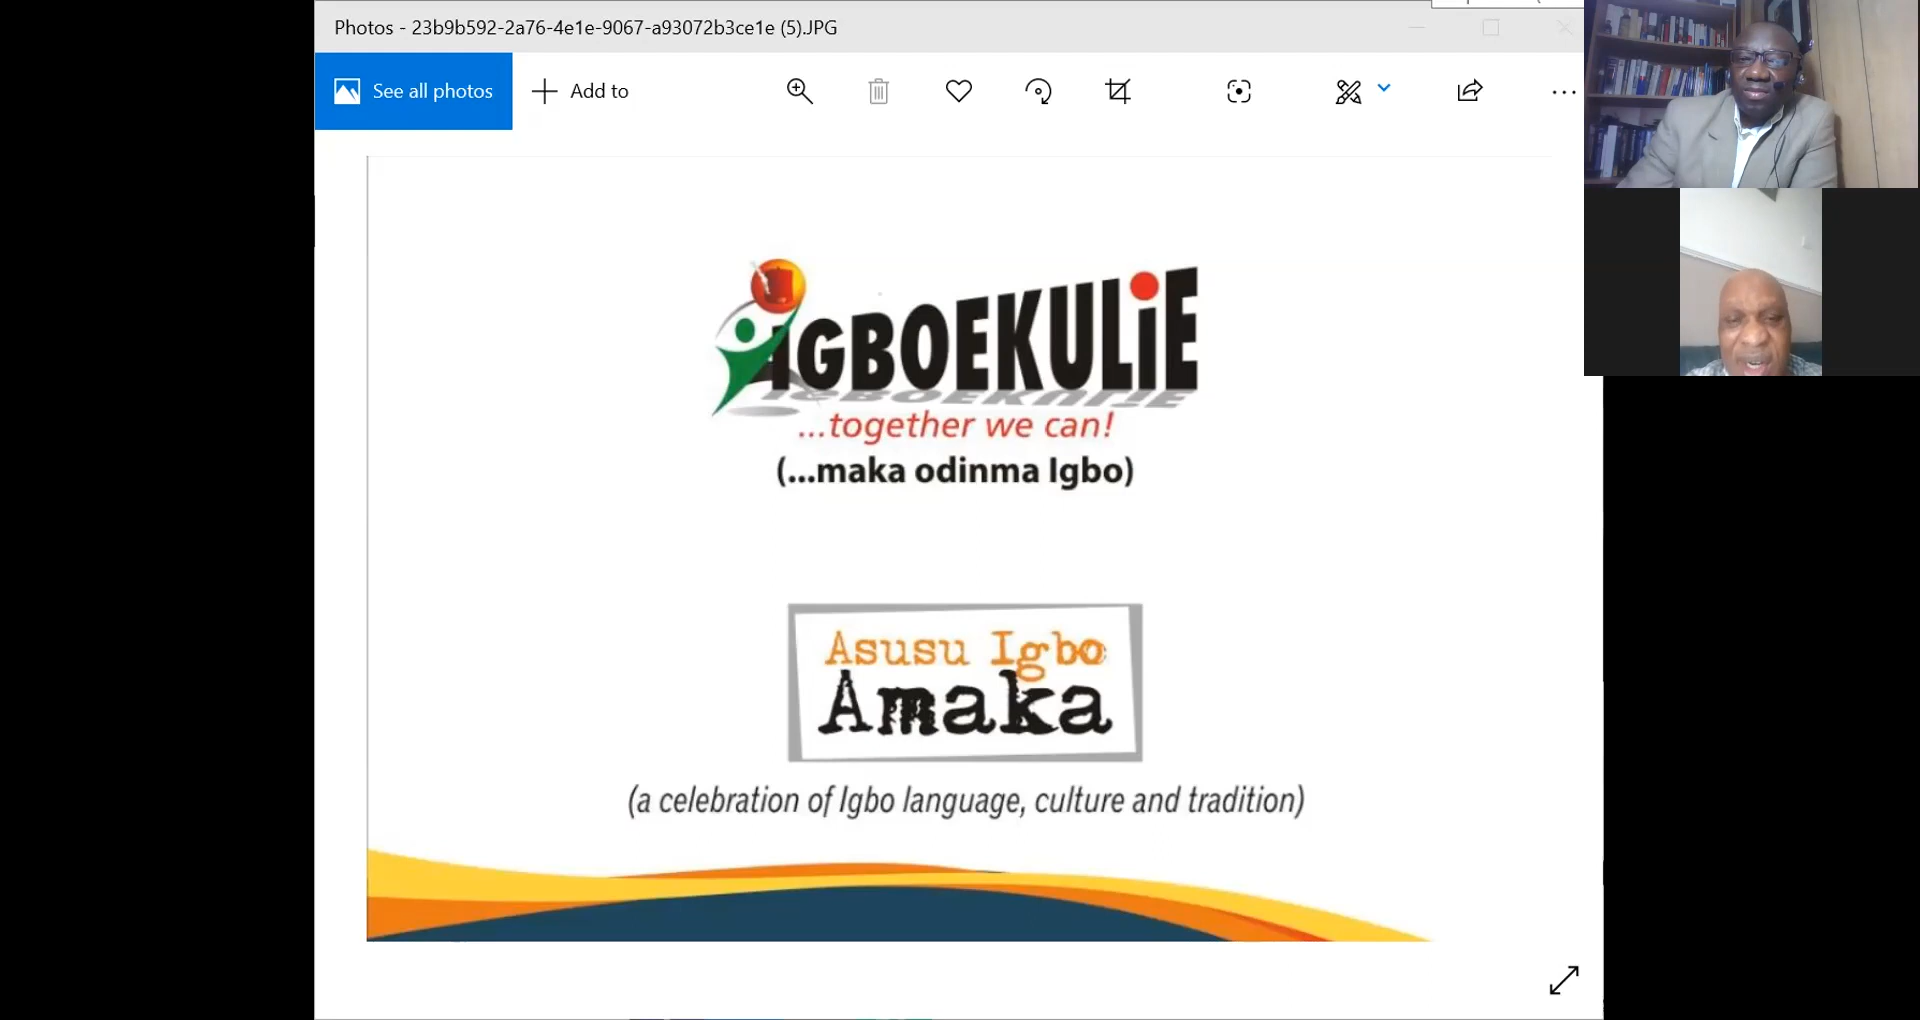 Photos - 23b9b592-2a76-4e1e-9067-a93072b3ce1e (5).JPG
See all photos
Add to
IGBOEKULiE
...together we can!
(...maka odinma Igbo)
Asusu Igbo
Amaka
(a celebration of Igbo language, culture and tradition)